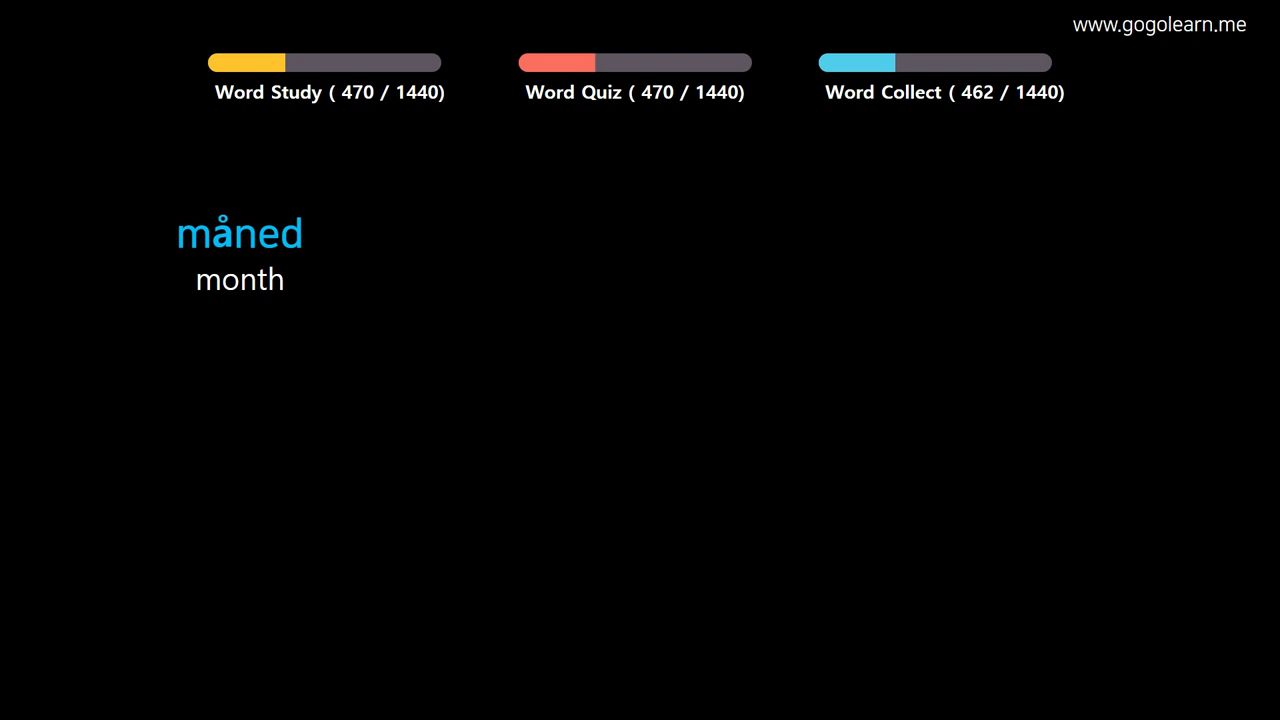 www.gogolearn.me
Word Study ( 470 / 1440)
Word Quiz ( 470 / 1440)
Word Collect ( 462 / 1440)
måned
month